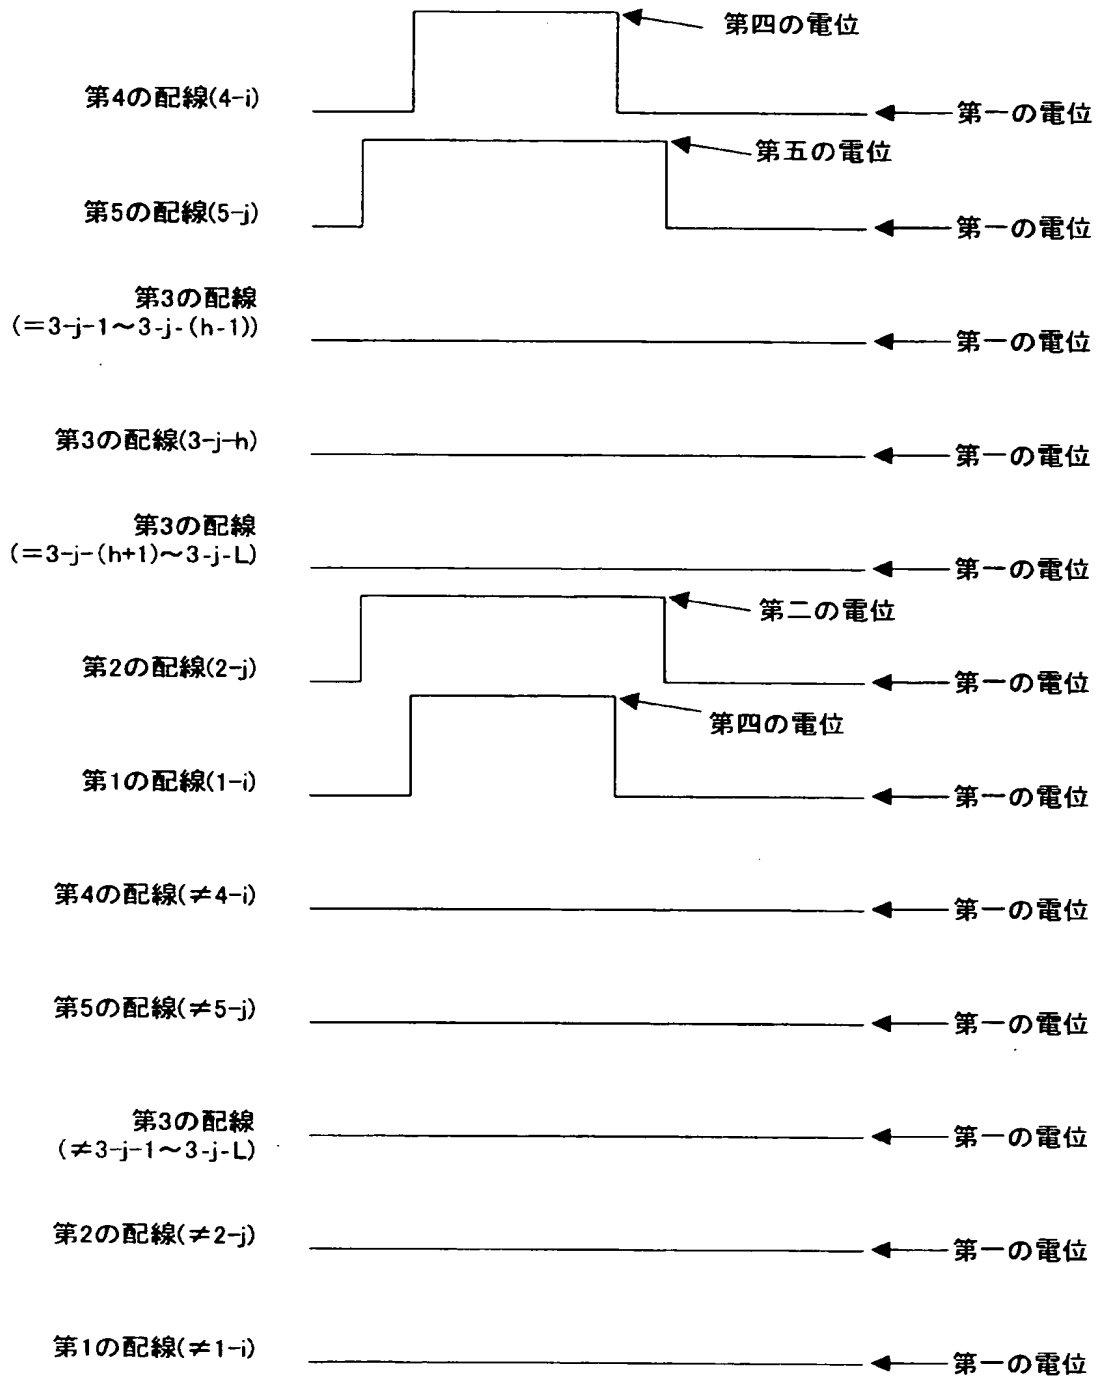 第四の電位
第4の配線(4-i)
第一の電位
第五の電位
第5の配線(5-j)
第一の電位
第3の配線
(=3-j-1～3-j-(h-1))
第一の電位
第3の配線(3-j-h)
第一の電位
第3の配線
(=3-j-(h+1)～3-j-L)
第一の電位
第二の電位
第2の配線(2-j)
第一の電位
第四の電位
第1の配線(1-i)
第一の電位
第4の配線(≠4-i)
第一の電位
第5の配線(≠5-j)
第一の電位
第3の配線
(≠3-j-1～3-j-L)
第一の電位
第2の配線(≠2-j)
第一の電位
第1の配線(≠1-i)
第一の電位